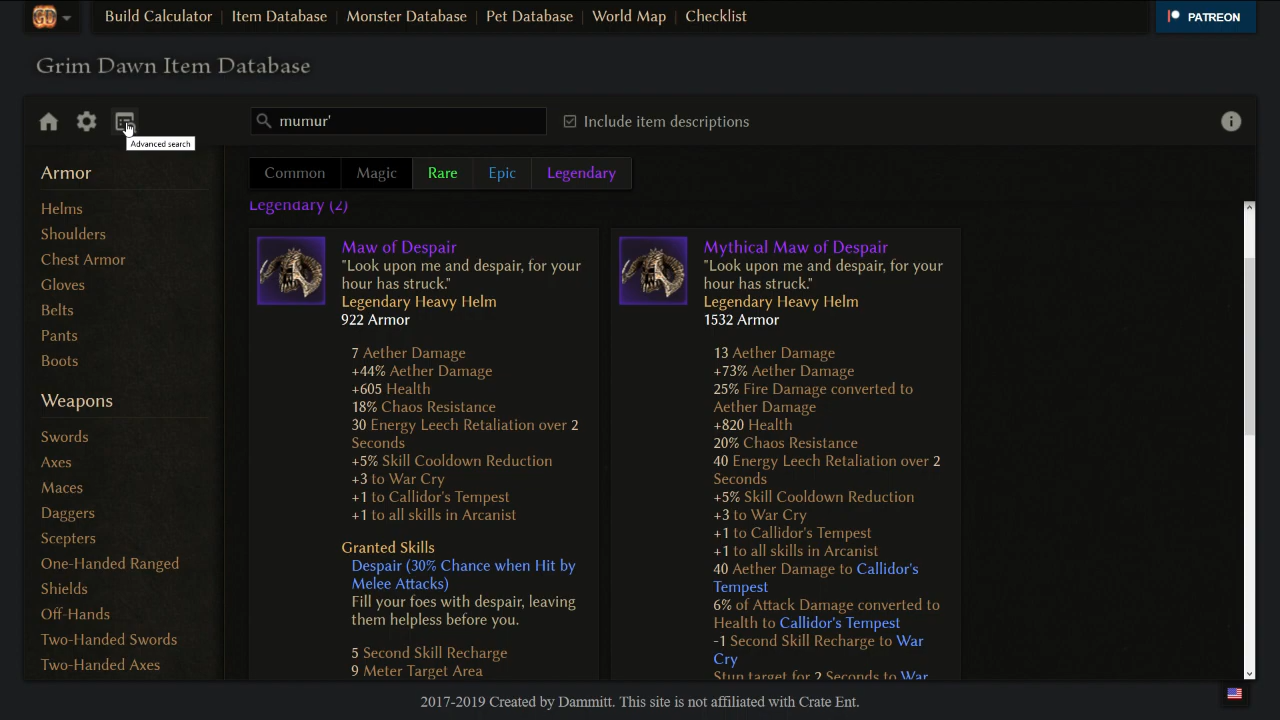 Build Calculator
Item Database
Monster Database
Pet Database
World Map
Checklist
PATREON
Grim Dawn Item Database
mumur'
Include item descriptions
Advanced search
Armor
Helms
Shoulders
Chest Armor
Gloves
Belts
Pants
Boots
Weapons
Swords
Axes
Maces
Daggers
Scepters
One-Handed Ranged
Shields
Off-Hands
Two-Handed Swords
Two-Handed Axes
Common
Magic
Rare
Epic
Legendary
Legendary (2)
Maw of Despair
"Look upon me and despair, for your
hour has struck."
Legendary Heavy Helm
922 Armor
7 Aether Damage
+44% Aether Damage
+605 Health
18% Chaos Resistance
30 Energy Leech Retaliation over 2
Seconds
+5% Skill Cooldown Reduction
+3 to War Cry
+1 to Callidor's Tempest
+1 to all skills in Arcanist
Granted Skills
Despair (30% Chance when Hit by
Melee Attacks)
Fill your foes with despair, leaving
them helpless before you.
5 Second Skill Recharge
9 Meter Target Area
Mythical Maw of Despair
"Look upon me and despair, for your
hour has struck."
Legendary Heavy Helm
1532 Armor
13 Aether Damage
+73% Aether Damage
25% Fire Damage converted to
Aether Damage
+820 Health
20% Chaos Resistance
40 Energy Leech Retaliation over 2
Seconds
+5% Skill Cooldown Reduction
+3 to War Cry
+1 to Callidor's Tempest
+1 to all skills in Arcanist
40 Aether Damage to Callidor's
Tempest
6% of Attack Damage converted to
Health to Callidor's Tempest
-1 Second Skill Recharge to War
Cry
Stun target for 2 Seconds to War
2017-2019 Created by Dammitt. This site is not affiliated with Crate Ent.